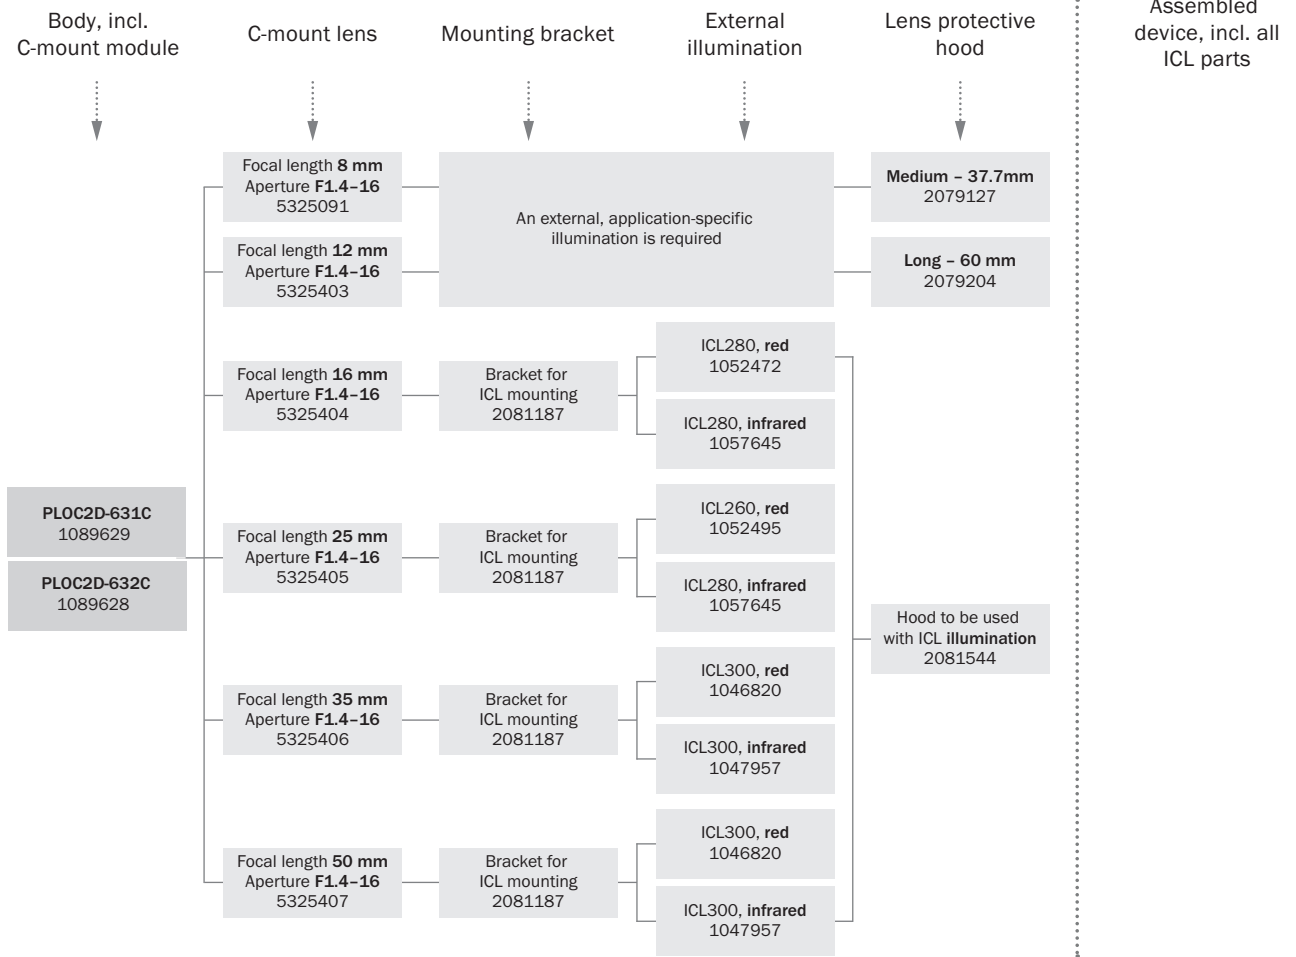 Body, incl.
C-mount module
C-mount lens
Mounting bracket
External
illumination
Lens protective
hood
Assembled
device, incl. all
ICL parts
Focal length 8 mm
Aperture F1.4–16
5325091
An external, application-specific
illumination is required
Medium – 37.7mm
2079127
Focal length 12 mm
Aperture F1.4–16
5325403
Long – 60 mm
2079204
Focal length 16 mm
Aperture F1.4–16
5325404
Bracket for
ICL mounting
2081187
ICL280, red
1052472
ICL280, infrared
1057645
PLOC2D-631C
1089629
PLOC2D-632C
1089628
Focal length 25 mm
Aperture F1.4–16
5325405
Bracket for
ICL mounting
2081187
ICL260, red
1052495
ICL280, infrared
1057645
Hood to be used
with ICL illumination
2081544
Focal length 35 mm
Aperture F1.4–16
5325406
Bracket for
ICL mounting
2081187
ICL300, red
1046820
ICL300, infrared
1047957
Focal length 50 mm
Aperture F1.4–16
5325407
Bracket for
ICL mounting
2081187
ICL300, red
1046820
ICL300, infrared
1047957